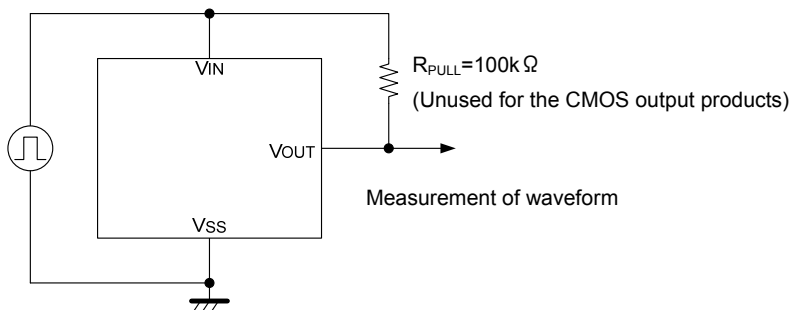 VIN
RPULL=100kΩ
(Unused for the CMOS output products)
VOUT
Measurement of waveform
VSS